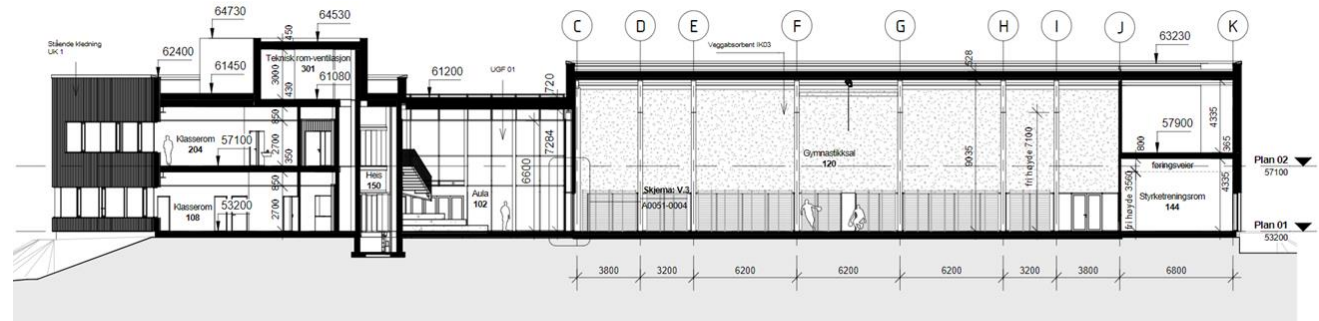 64730
64530
C
D
E
F
G
H
I
J
K
Stående kledning
UK 1
62400
61450
450
Teknisk rom-ventilasjon
301
3000
430
61080
61200
UGF 01
720
Veggabsorbent IK03
528
63230
850
Klasserom
204
57100
2700
350
850
Klasserom
108
53200
2700
Heis
150
6600
7284
Aula
102
Skjema: V.3
A0051-0004
Gymnastikksal
120
9935
fri høyde 7100
57900
4335
365
800
føringsveier
fri høyde 3560
4335
Styrketreningsrom
144
Plan 02
57100
Plan 01
53200
3800
3200
6200
6200
6200
3200
3800
6800